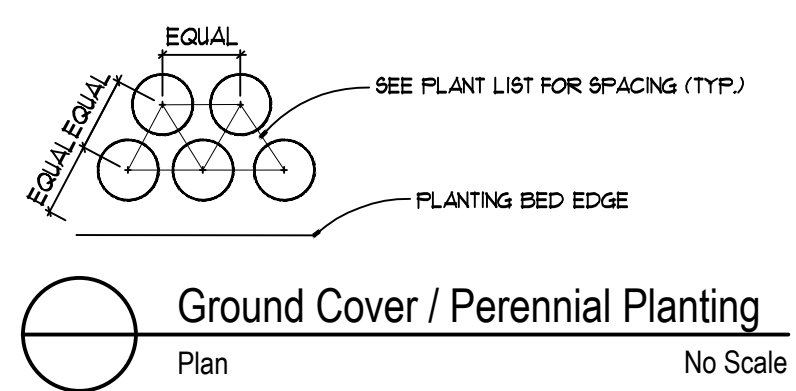 EQUAL
SEE PLANT LIST FOR SPACING (TYP.)
EQUAL
EQUAL
PLANTING BED EDGE
Ground Cover / Perennial Planting
Plan
No Scale